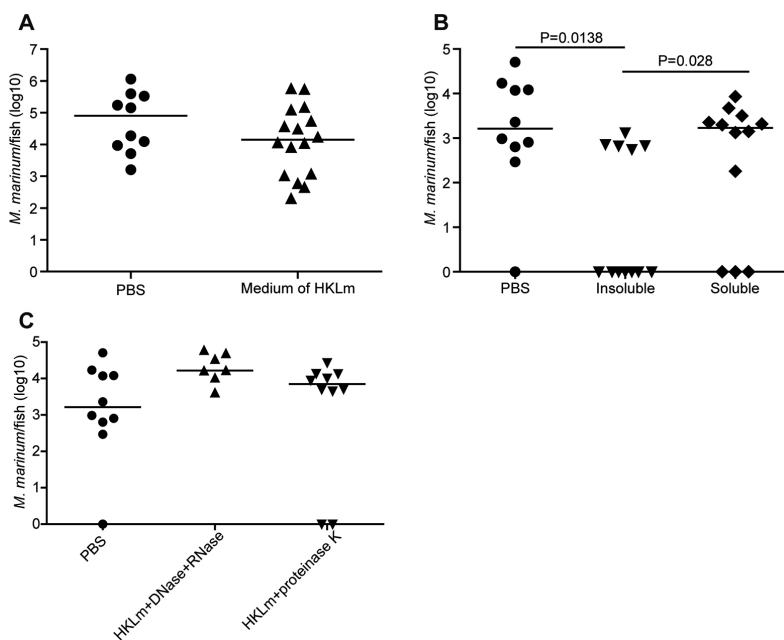 A
M. marinum/fish (log10)
7
6
5
4
3
2
1
0
PBS
Medium of HKLm
B
M. marinum/fish (log10)
P=0.0138
P=0.028
5
4
3
2
1
0
PBS
Insoluble
Soluble
C
M. marinum/fish (log10)
5
4
3
2
1
0
PBS
HKLm+DNase+RNase
HKLm+proteinase K